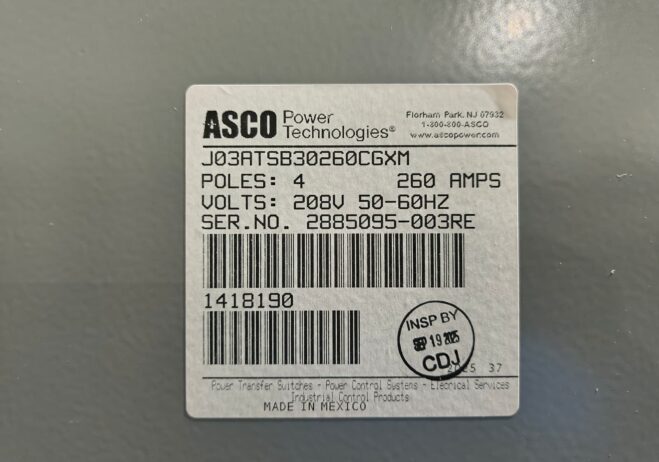 ASCO Power Technologies®
Florham Park, NJ 07932
1-800-800-ASCO
www.ascopower.com
J03ATSB30260CGXM
POLES: 4 260 AMPS
VOLTS: 208V 50-60HZ
SER.NO. 2885095-003RE
1418190
INSP BY
SEP 19 2025
CDJ
2025 37
Power Transfer Switches - Power Control Systems - Electrical Services
Industrial Control Products
MADE IN MEXICO